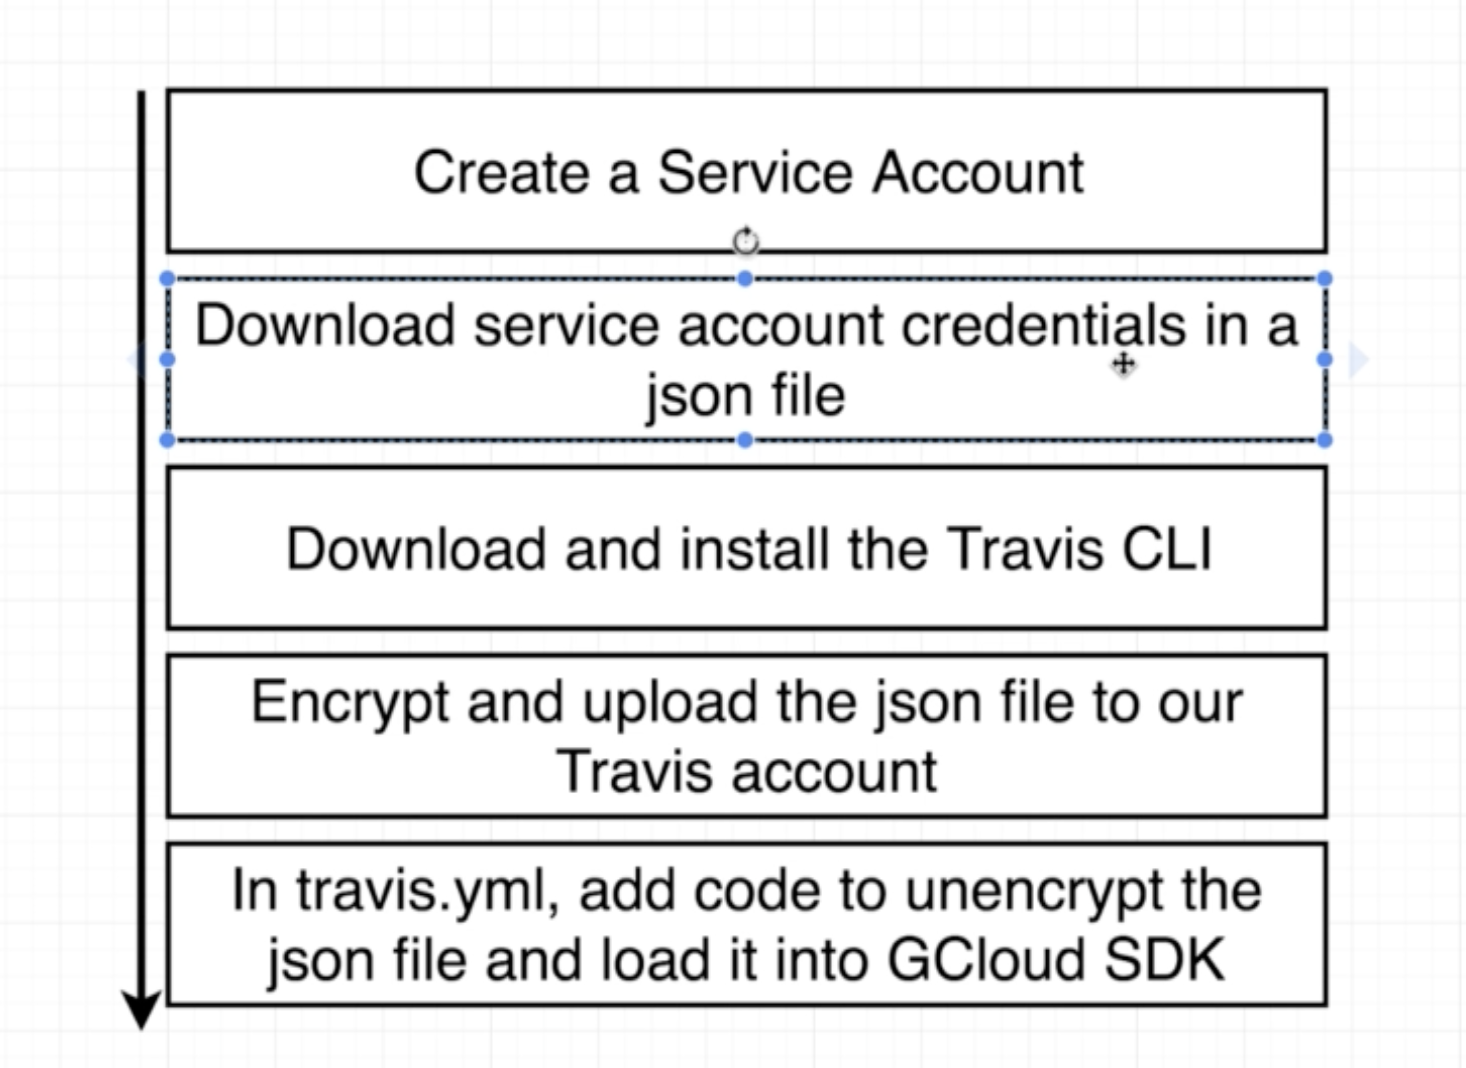 Create a Service Account
Download service account credentials in a
json file
Download and install the Travis CLI
Encrypt and upload the json file to our
Travis account
In travis.yml, add code to unencrypt the
json file and load it into GCloud SDK